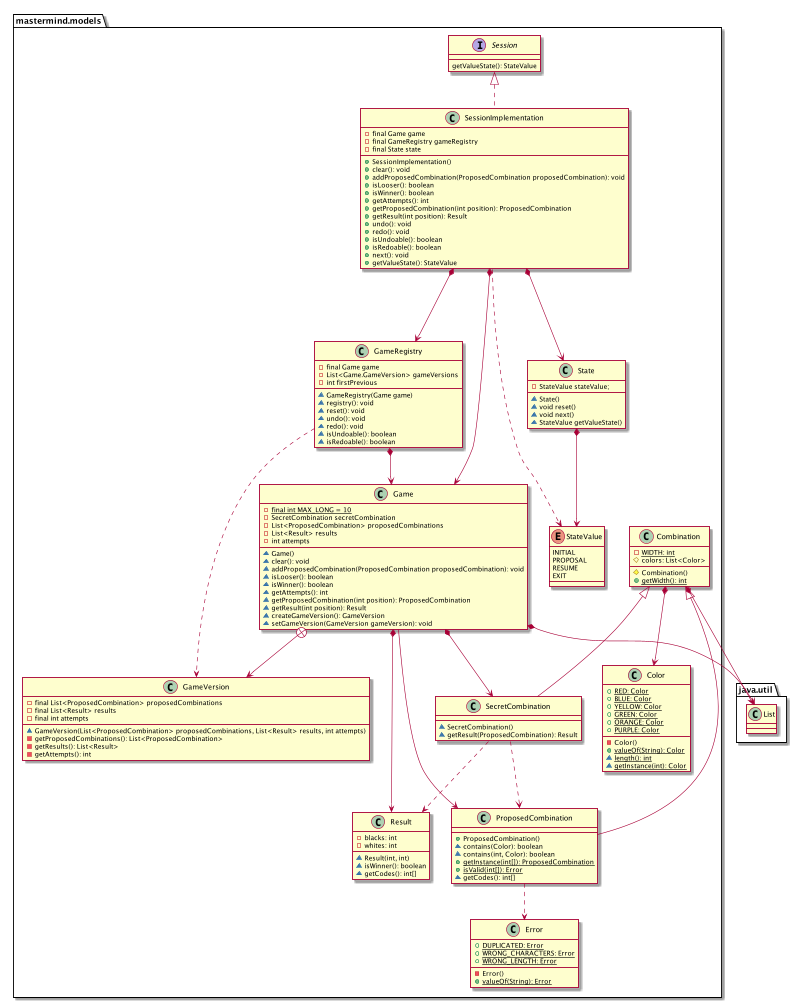 mastermind.models
I Session
getValueState(): StateValue
C SessionImplementation
final Game game
final GameRegistry gameRegistry
final State state
SessionImplementation()
clear(): void
addProposedCombination(ProposedCombination proposedCombination): void
isLooser(): boolean
isWinner(): boolean
getAttempts(): int
getProposedCombination(int position): ProposedCombination
getResult(int position): Result
undo(): void
redo(): void
isUndoable(): boolean
isRedoable(): boolean
next(): void
getValueState(): StateValue
C GameRegistry
final Game game
List<Game.GameVersion> gameVersions
int firstPrevious
GameRegistry(Game game)
registry(): void
reset(): void
undo(): void
redo(): void
isUndoable(): boolean
isRedoable(): boolean
C State
StateValue stateValue;
State()
void reset()
void next()
StateValue getValueState()
C Game
final int MAX_LONG = 10
SecretCombination secretCombination
List<ProposedCombination> proposedCombinations
List<Result> results
int attempts
Game()
clear(): void
addProposedCombination(ProposedCombination proposedCombination): void
isLooser(): boolean
isWinner(): boolean
getAttempts(): int
getProposedCombination(int position): ProposedCombination
getResult(int position): Result
createGameVersion(): GameVersion
setGameVersion(GameVersion gameVersion): void
E StateValue
INITIAL
PROPOSAL
RESUME
EXIT
C Combination
WIDTH: int
colors: List<Color>
Combination()
getWidth(): int
C GameVersion
final List<ProposedCombination> proposedCombinations
final List<Result> results
final int attempts
GameVersion(List<ProposedCombination> proposedCombinations, List<Result> results, int attempts)
getProposedCombinations(): List<ProposedCombination>
getResults(): List<Result>
getAttempts(): int
C SecretCombination
SecretCombination()
getResult(ProposedCombination): Result
C Color
RED: Color
BLUE: Color
YELLOW: Color
GREEN: Color
ORANGE: Color
PURPLE: Color
Color()
valueOf(String): Color
length(): int
getInstance(int): Color
java.util
C List
C Result
blacks: int
whites: int
Result(int, int)
isWinner(): boolean
getCodes(): int[]
C ProposedCombination
ProposedCombination()
contains(Color): boolean
contains(int, Color): boolean
getInstance(int[]): ProposedCombination
isValid(int[]): Error
getCodes(): int[]
C Error
DUPLICATED: Error
WRONG_CHARACTERS: Error
WRONG_LENGTH: Error
Error()
valueOf(String): Error